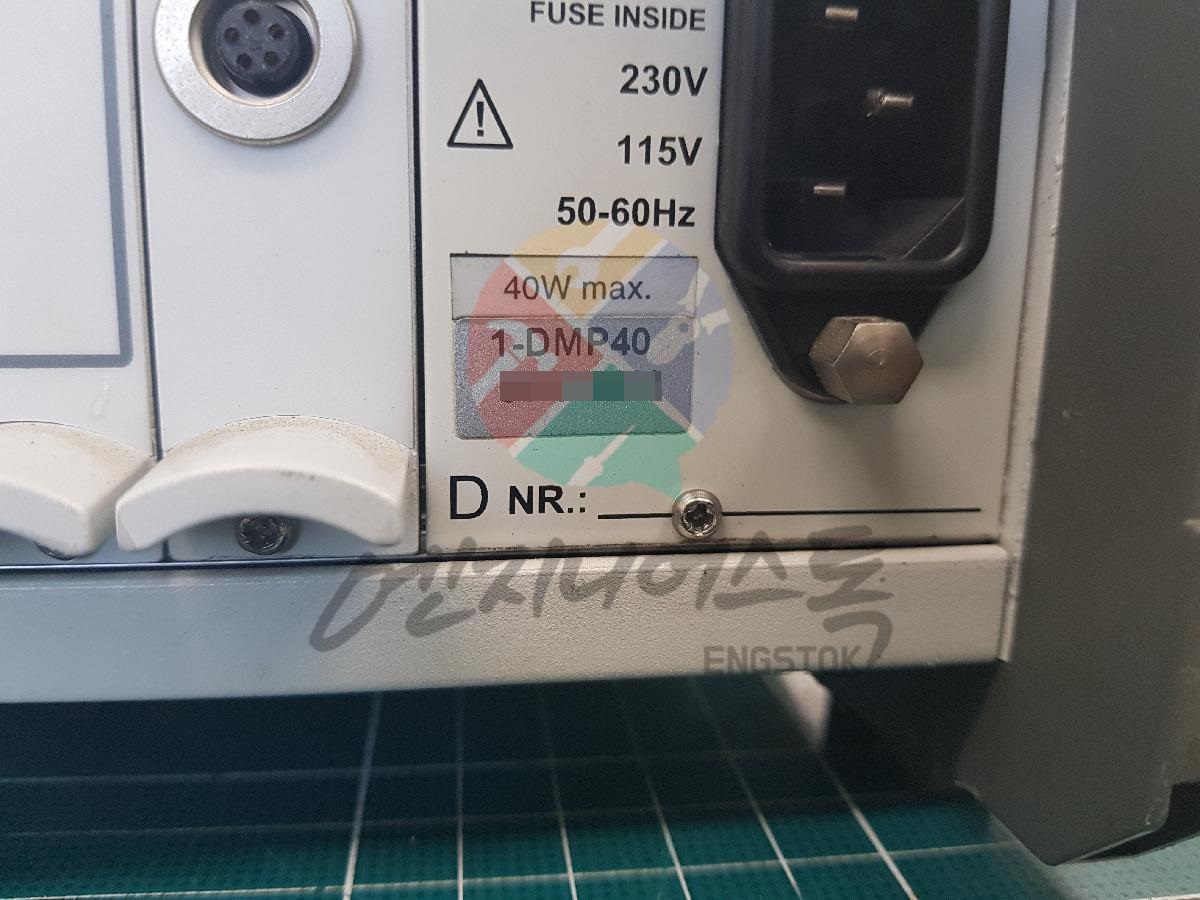 FUSE INSIDE
230V
115V
50-60Hz
40W max.
1-DMP40
D NR.:
엔지니어스톡
ENGSTOK